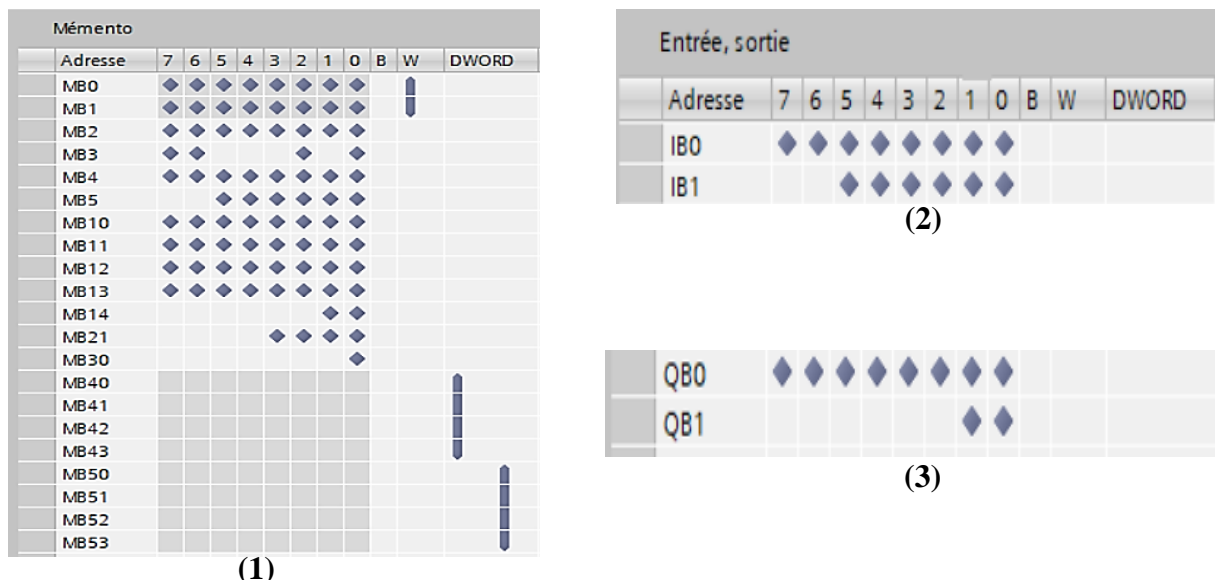 Mémento
Adresse 7 6 5 4 3 2 1 0 B W DWORD
MB0
MB1
MB2
MB3
MB4
MB5
MB10
MB11
MB12
MB13
MB14
MB21
MB30
MB40
MB41
MB42
MB43
MB50
MB51
MB52
MB53
(1)
Entrée, sortie
Adresse 7 6 5 4 3 2 1 0 B W DWORD
IB0
IB1
(2)
QB0
QB1
(3)